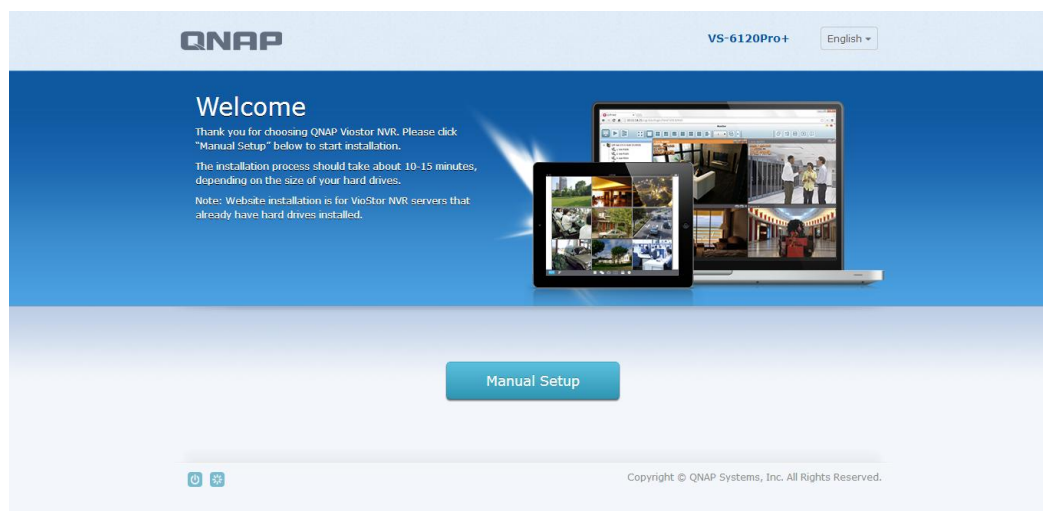 QNAP
VS-6120Pro+
English
Welcome
Thank you for choosing QNAP Viostor NVR. Please click
"Manual Setup" below to start installation.
The installation process should take about 10-15 minutes,
depending on the size of your hard drives.
Note: Website installation is for VioStor NVR servers that
already have hard drives installed.
Manual Setup
Copyright © QNAP Systems, Inc. All Rights Reserved.